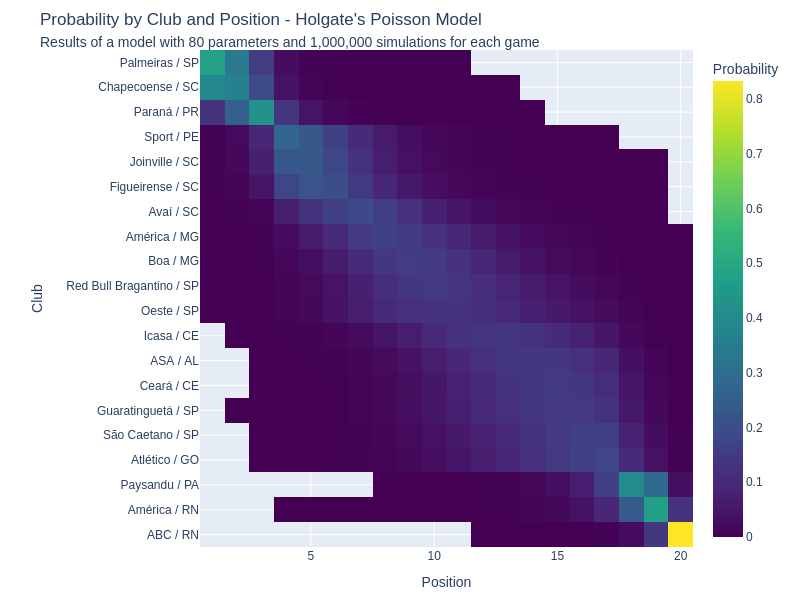 Probability by Club and Position - Holgate's Poisson Model
Results of a model with 80 parameters and 1,000,000 simulations for each game
Palmeiras / SP
Chapecoense / SC
Paraná / PR
Sport / PE
Joinville / SC
Figueirense / SC
Avaí / SC
América / MG
Boa / MG
Red Bull Bragantino / SP
Oeste / SP
Icasa / CE
ASA / AL
Ceará / CE
Guaratinguetá / SP
São Caetano / SP
Atlético / GO
Paysandu / PA
América / RN
ABC / RN
Club
5
10
15
20
Position
Probability
0.8
0.7
0.6
0.5
0.4
0.3
0.2
0.1
0